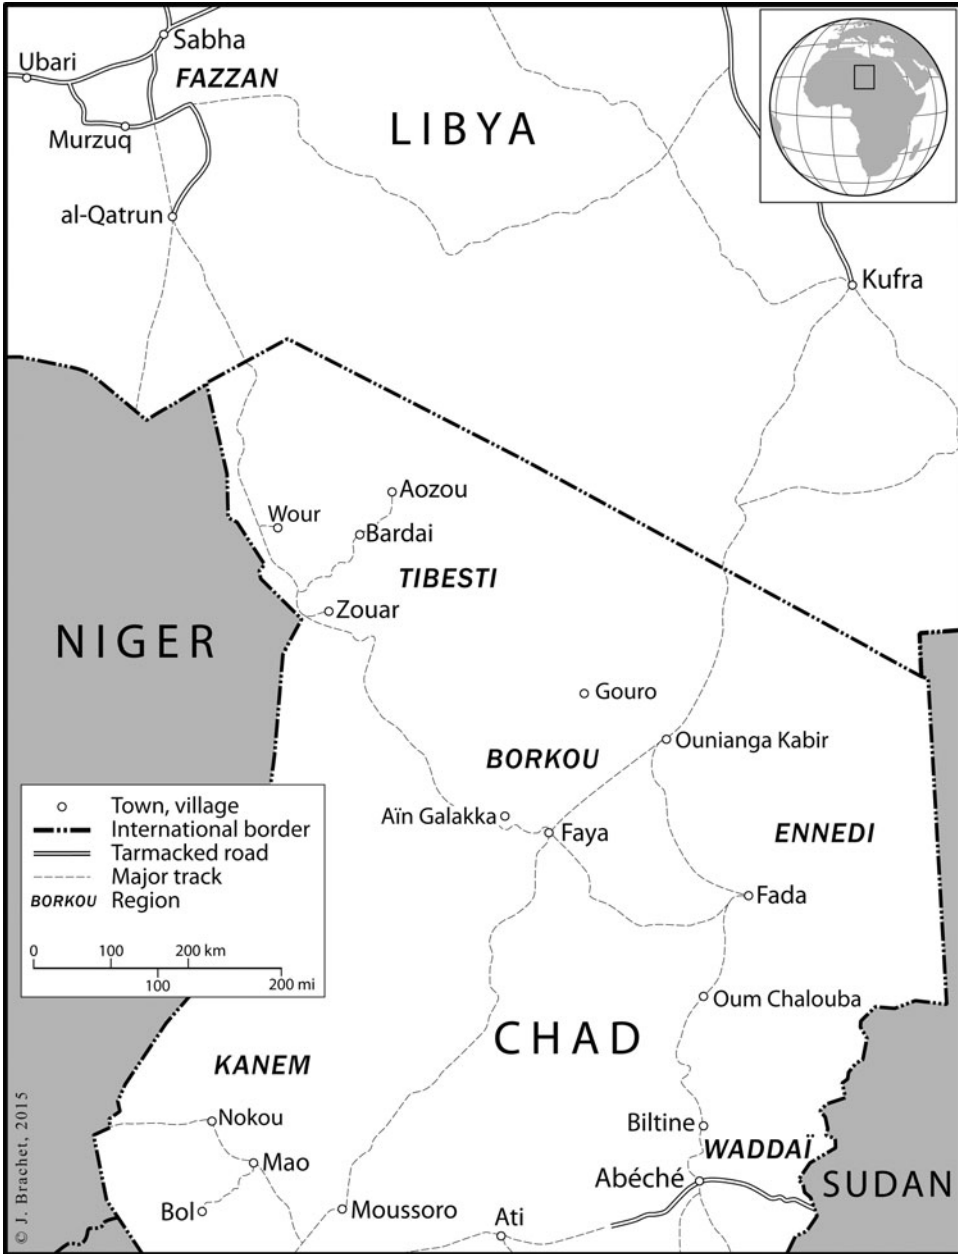 Sabha
Ubari
FAZZAN
LIBYA
Murzuq
al-Qatrun
Kufra
Aozou
Wour
Bardai
TIBESTI
Zouar
NIGER
Gouro
Ounianga Kabir
BORKOU
Aïn Galakka
Faya
ENNEDI
Town, village
International border
Tarmacked road
Major track
BORKOU Region
0 100 200 km
100 200 mi
Fada
Oum Chalouba
CHAD
KANEM
Nokou
Biltine
WADDAÏ
Mao
Abéché
SUDAN
Bol
Moussoro
Ati
© J. Brachet, 2015